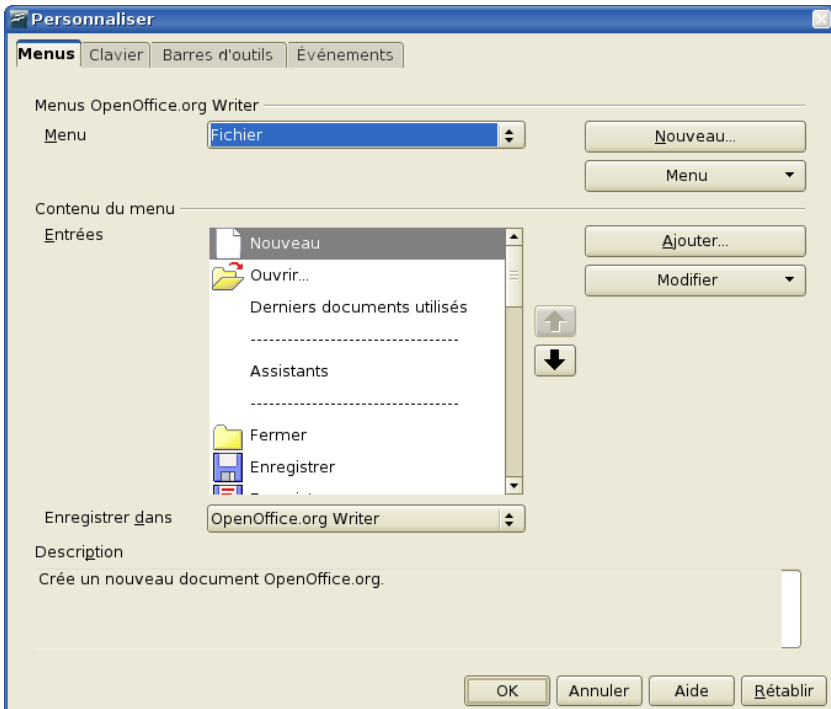 Personnaliser
Menus Clavier Barres d'outils Événements
Menus OpenOffice.org Writer
Menu Fichier Nouveau...
Menu
Contenu du menu
Entrées Nouveau Ajouter...
Ouvrir... Modifier
Derniers documents utilisés
---------------------------------
Assistants
---------------------------------
Fermer
Enregistrer
Enregistrer dans OpenOffice.org Writer
Description
Crée un nouveau document OpenOffice.org.
OK Annuler Aide Rétablir